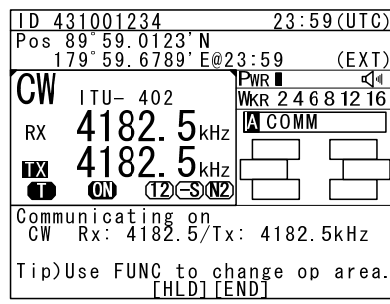 ID 431001234 23:59(UTC)
Pos 89°59.0123'N
179°59.6789'E@23:59 (EXT)
CW ITU- 402
PWR
WKR 2 4 6 8 12 16
A COMM
RX 4182.5kHz
TX 4182.5kHz
T ON T2 -S N2
Communicating on
CW Rx: 4182.5/Tx: 4182.5kHz
Tip)Use FUNC to change op area.
[HLD][END]